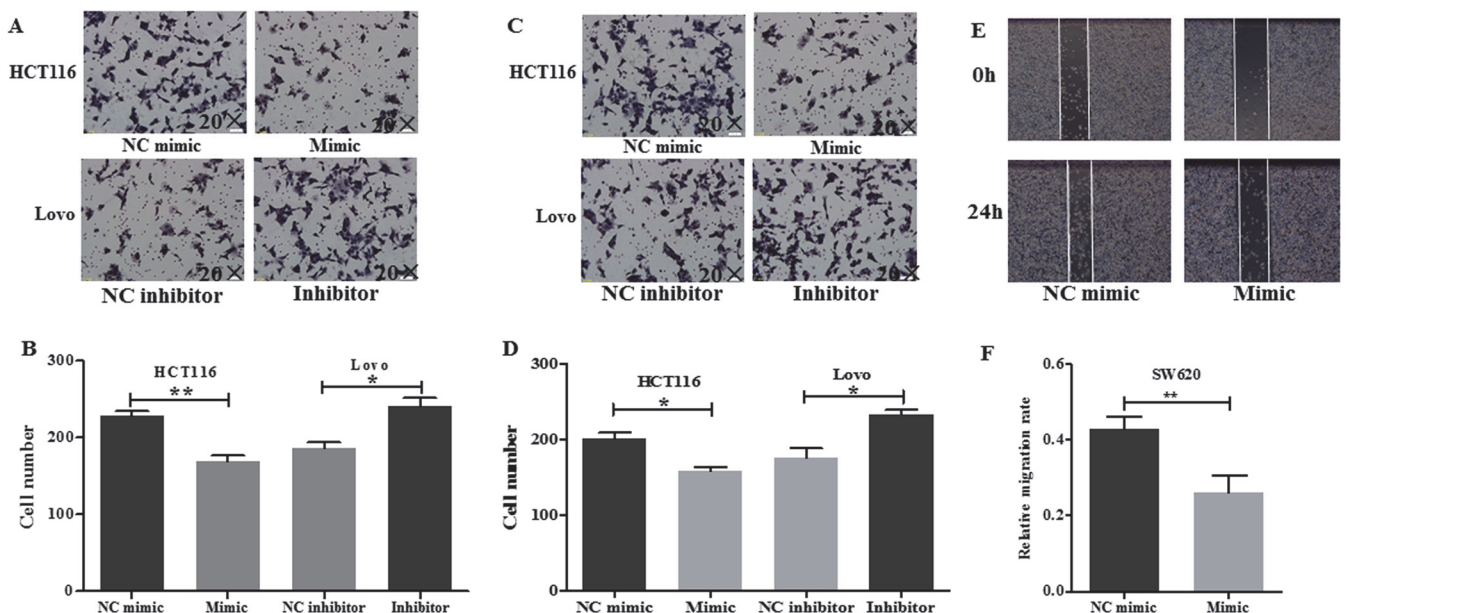 A
HCT116
20×
20×
NC mimic
Mimic
Lovo
20×
20×
NC inhibitor
Inhibitor
C
HCT116
20×
20×
NC mimic
Mimic
Lovo
20×
20×
NC inhibitor
Inhibitor
E
0h
24h
NC mimic
Mimic
B
Cell number
300
200
100
0
HCT116
**
Lovo
*
NC mimic
Mimic
NC inhibitor
Inhibitor
D
Cell number
300
200
100
0
HCT116
*
Lovo
*
NC mimic
Mimic
NC inhibitor
Inhibitor
F
Relative migration rate
0.6
0.4
0.2
0.0
SW620
**
NC mimic
Mimic